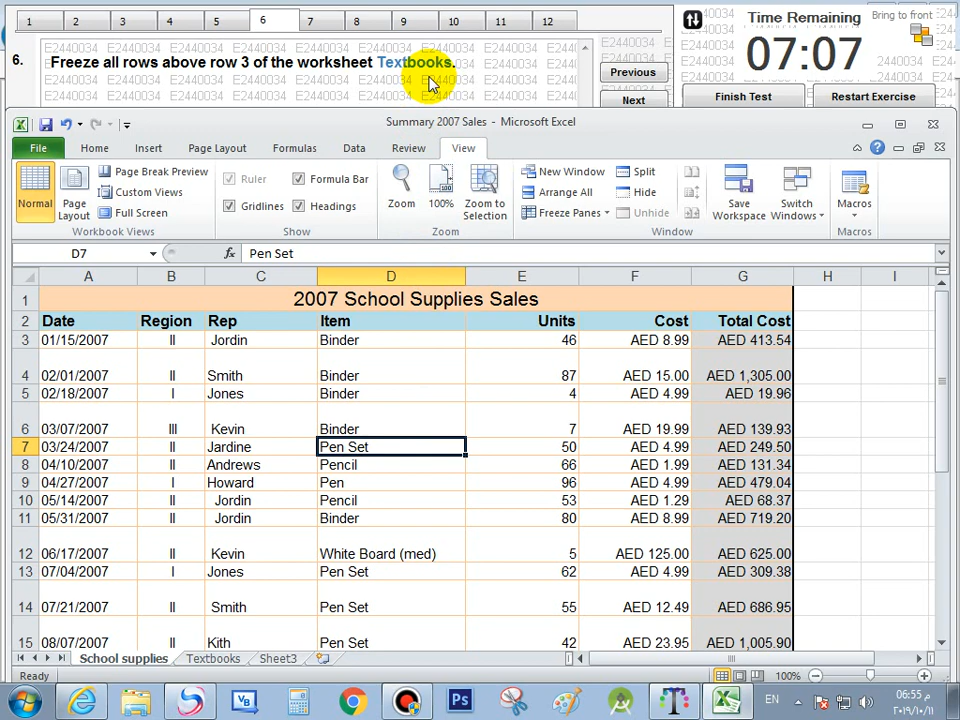 1 2 3 4 5 6 7 8 9 10 11 12
6. Freeze all rows above row 3 of the worksheet Textbooks.
E2440034 E2440034 E2440034 E2440034 E2440034 E2440034 E2440034
Previous
Next
Time Remaining
07:07
Bring to front
Finish Test Restart Exercise
Summary 2007 Sales - Microsoft Excel
File Home Insert Page Layout Formulas Data Review View
Normal
Page Layout
Page Break Preview
Custom Views
Full Screen
Workbook Views
Ruler Formula Bar
Gridlines Headings
Show
Zoom
100%
Zoom to Selection
Zoom
New Window
Arrange All
Freeze Panes
Split
Hide
Unhide
Window
Save Workspace
Switch Windows
Macros
Macros
D7 fx Pen Set
A B C D E F G H I
1 2007 School Supplies Sales
2 Date Region Rep Item Units Cost Total Cost
3 01/15/2007 II Jordin Binder 46 AED 8.99 AED 413.54
4 02/01/2007 II Smith Binder 87 AED 15.00 AED 1,305.00
5 02/18/2007 I Jones Binder 4 AED 4.99 AED 19.96
6 03/07/2007 III Kevin Binder 7 AED 19.99 AED 139.93
7 03/24/2007 II Jardine Pen Set 50 AED 4.99 AED 249.50
8 04/10/2007 II Andrews Pencil 66 AED 1.99 AED 131.34
9 04/27/2007 I Howard Pen 96 AED 4.99 AED 479.04
10 05/14/2007 II Jordin Pencil 53 AED 1.29 AED 68.37
11 05/31/2007 II Jordin Binder 80 AED 8.99 AED 719.20
12 06/17/2007 II Kevin White Board (med) 5 AED 125.00 AED 625.00
13 07/04/2007 I Jones Pen Set 62 AED 4.99 AED 309.38
14 07/21/2007 II Smith Pen Set 55 AED 12.49 AED 686.95
15 08/07/2007 II Kith Pen Set 42 AED 23.95 AED 1,005.90
School supplies Textbooks Sheet3
Ready 100%
VB
Ps
EN
06:55 م
٢٠١٩/١٠/١١